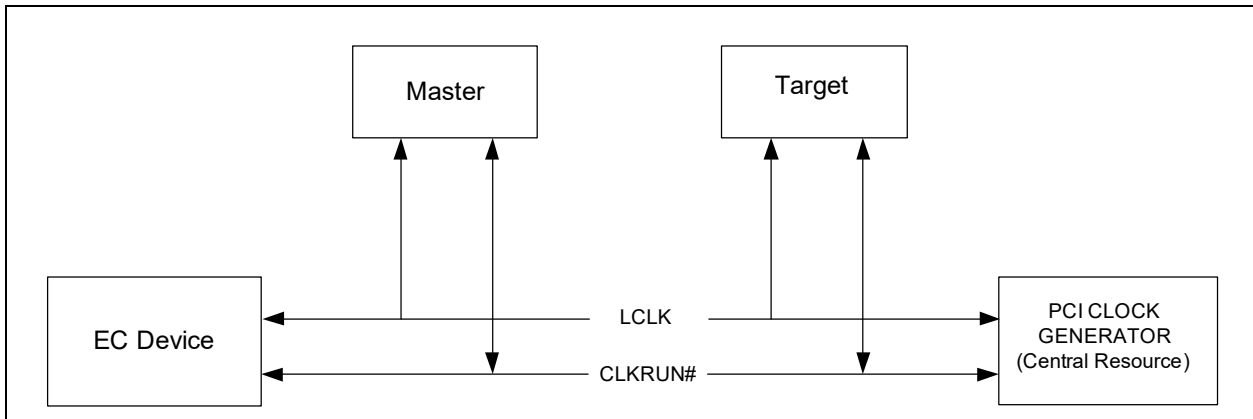 Master
Target
EC Device
LCLK
CLKRUN#
PCI CLOCK
GENERATOR
(Central Resource)